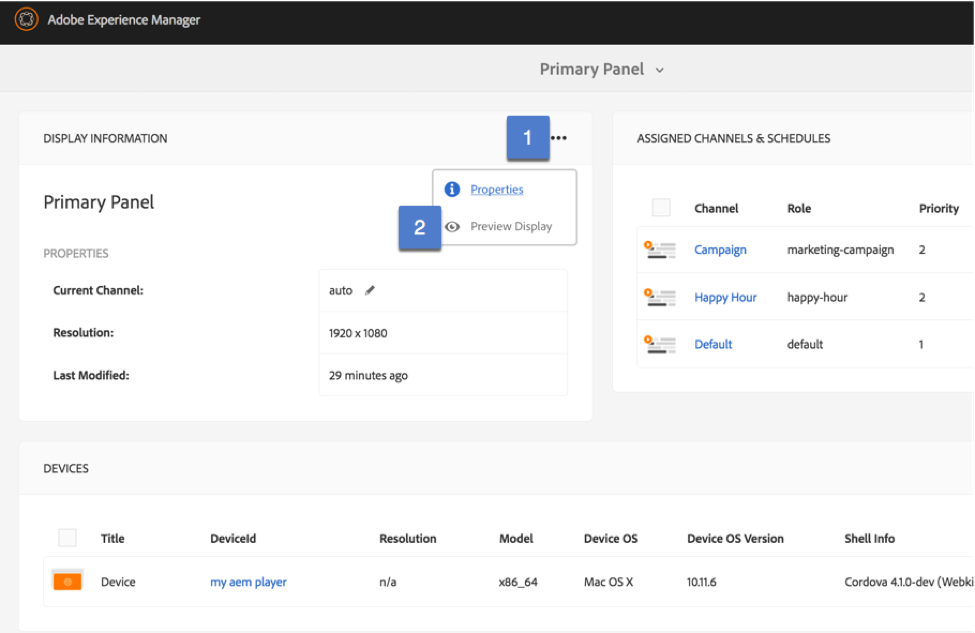 Adobe Experience Manager
Primary Panel
DISPLAY INFORMATION
1
Properties
2
Preview Display
Primary Panel
PROPERTIES
Current Channel: auto
Resolution: 1920 x 1080
Last Modified: 29 minutes ago
ASSIGNED CHANNELS & SCHEDULES
Channel Role Priority
Campaign marketing-campaign 2
Happy Hour happy-hour 2
Default default 1
DEVICES
Title DeviceId Resolution Model Device OS Device OS Version Shell Info
Device my aem player n/a x86_64 Mac OS X 10.11.6 Cordova 4.1.0-dev (Webki